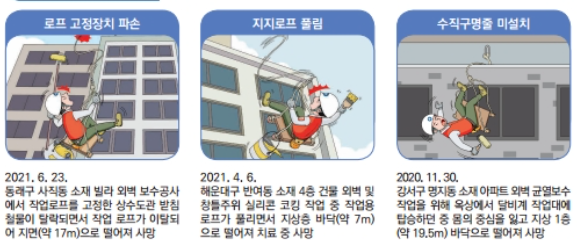 로프 고정장치 파손
2021. 6. 23.
동래구 사직동 소재 빌라 외벽 보수공사
에서 작업로프를 고정한 상수도관 받침
철물이 탈락되면서 작업 로프가 이탈되
어 지면(약 17m)으로 떨어져 사망
지지로프 풀림
2021. 4. 6.
해운대구 반여동 소재 4층 건물 외벽 및
창틀주위 실리콘 코킹 작업 중 작업용
로프가 풀리면서 지상층 바닥(약 7m)
으로 떨어져 치료 중 사망
수직구명줄 미설치
2020. 11. 30.
강서구 명지동 소재 아파트 외벽 균열보수
작업을 위해 옥상에서 달비계 작업대에
탑승하던 중 몸의 중심을 잃고 지상 1층
(약 19.5m) 바닥으로 떨어져 사망